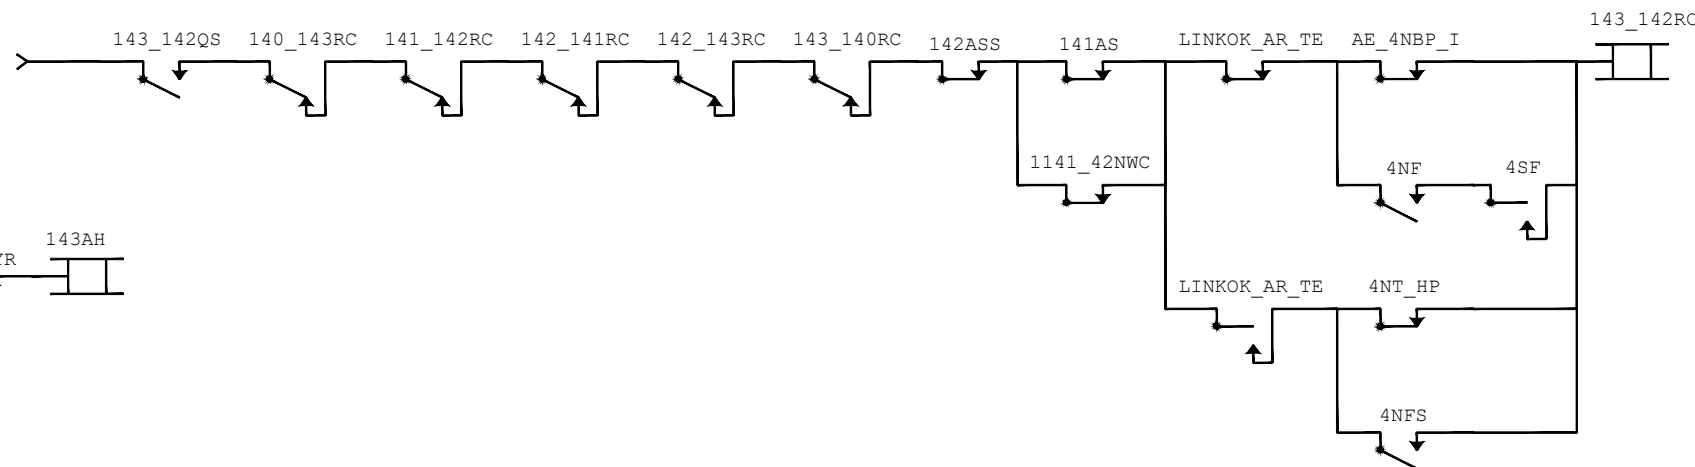 143_142RC
143_142QS 140_143RC 141_142RC 142_141RC 142_143RC 143_140RC 142ASS 141AS LINKOK_AR_TE AE_4NBP_I
1141_42NWC 4NF 4SF
143AH
LINKOK_AR_TE 4NT_HP
4NFS